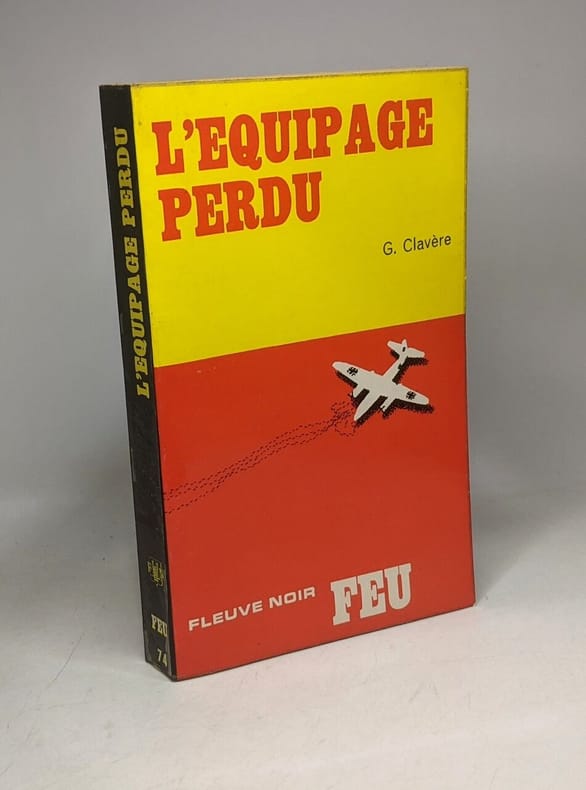 L'EQUIPAGE
PERDU
G. Clavère
FLEUVE NOIR FEU
L'EQUIPAGE PERDU
FEU
74